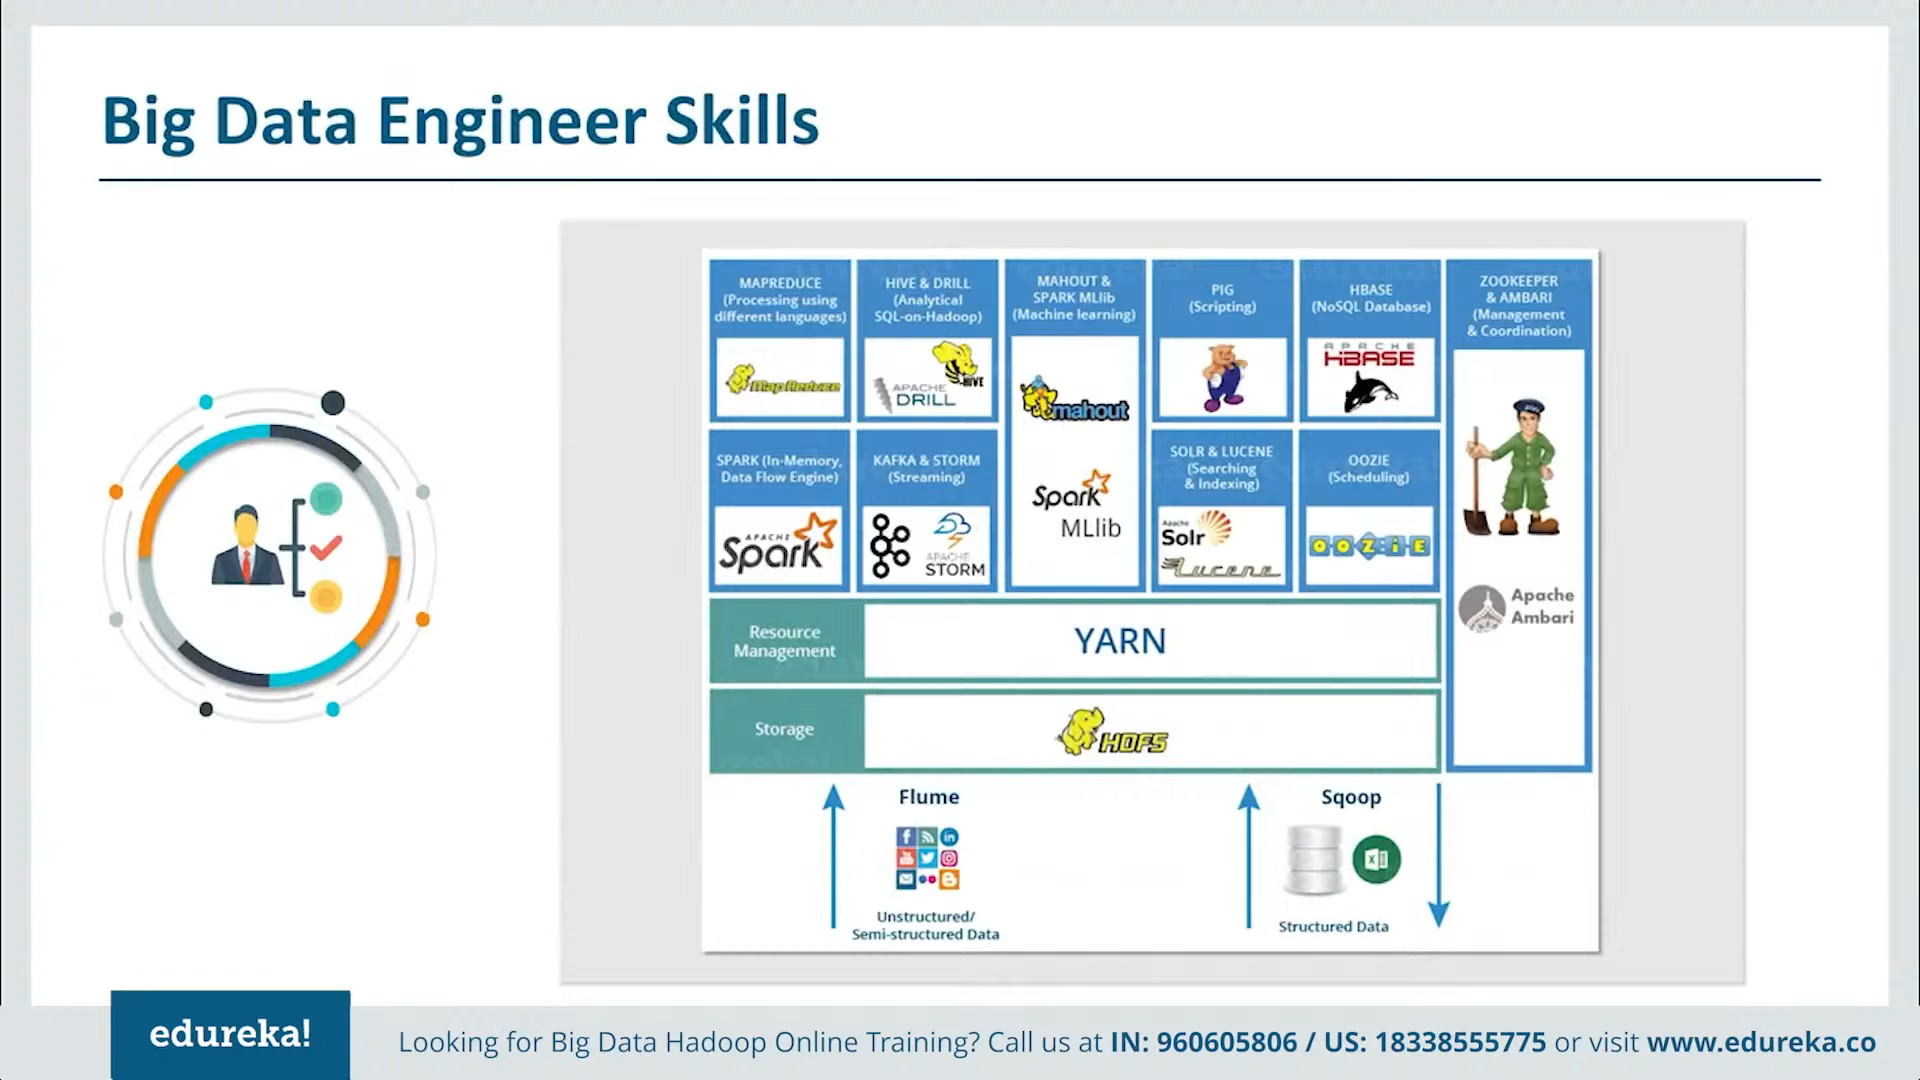 Big Data Engineer Skills
MAPREDUCE
(Processing using
different languages)
MapReduce
HIVE & DRILL
(Analytical
SQL-on-Hadoop)
HIVE
APACHE
DRILL
MAHOUT &
SPARK MLlib
(Machine learning)
mahout
Spark
MLlib
PIG
(Scripting)
HBASE
(NoSQL Database)
APACHE
HBASE
ZOOKEEPER
& AMBARI
(Management
& Coordination)
Apache
Ambari
SPARK (In-Memory,
Data Flow Engine)
APACHE
Spark
KAFKA & STORM
(Streaming)
APACHE
STORM
SOLR & LUCENE
(Searching
& Indexing)
Apache
Solr
Lucene
OOZIE
(Scheduling)
OOZiE
Resource
Management
YARN
Storage
HDFS
Flume
Unstructured/
Semi-structured Data
Sqoop
Structured Data
edureka!
Looking for Big Data Hadoop Online Training? Call us at IN: 960605806 / US: 18338555775 or visit www.edureka.co